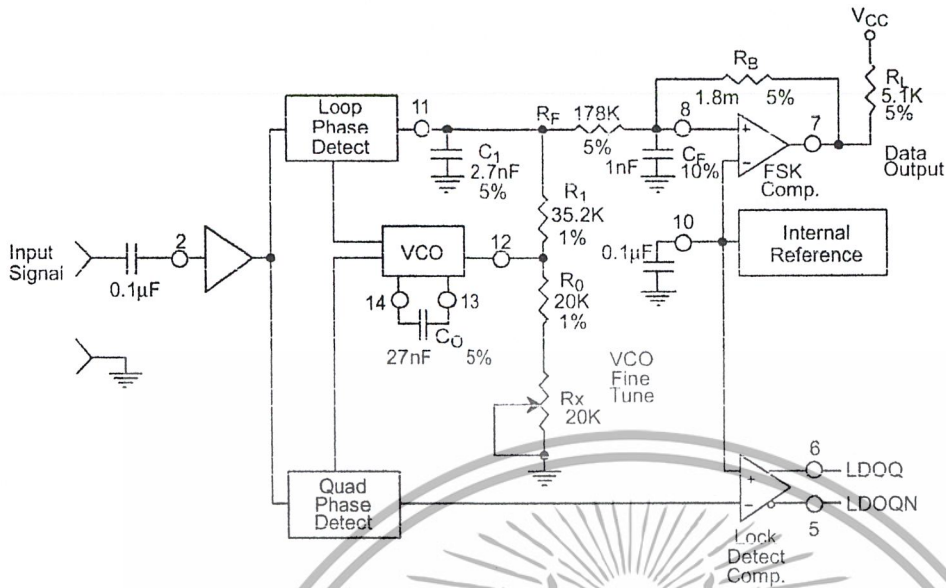 VCC
RB
1.8m 5%
RL
5.1K
5%
Loop
Phase
Detect
11
RF
178K
5%
8
7
C1
2.7nF
5%
1nF
CF
10%
FSK
Comp.
Data
Output
R1
35.2K
1%
Input
Signal
2
0.1µF
VCO
12
10
0.1µF
Internal
Reference
14
13
CO
27nF 5%
R0
20K
1%
VCO
Fine
Tune
Rx
20K
Quad
Phase
Detect
6
LDOQ
LDOQN
5
Lock
Detect
Comp.